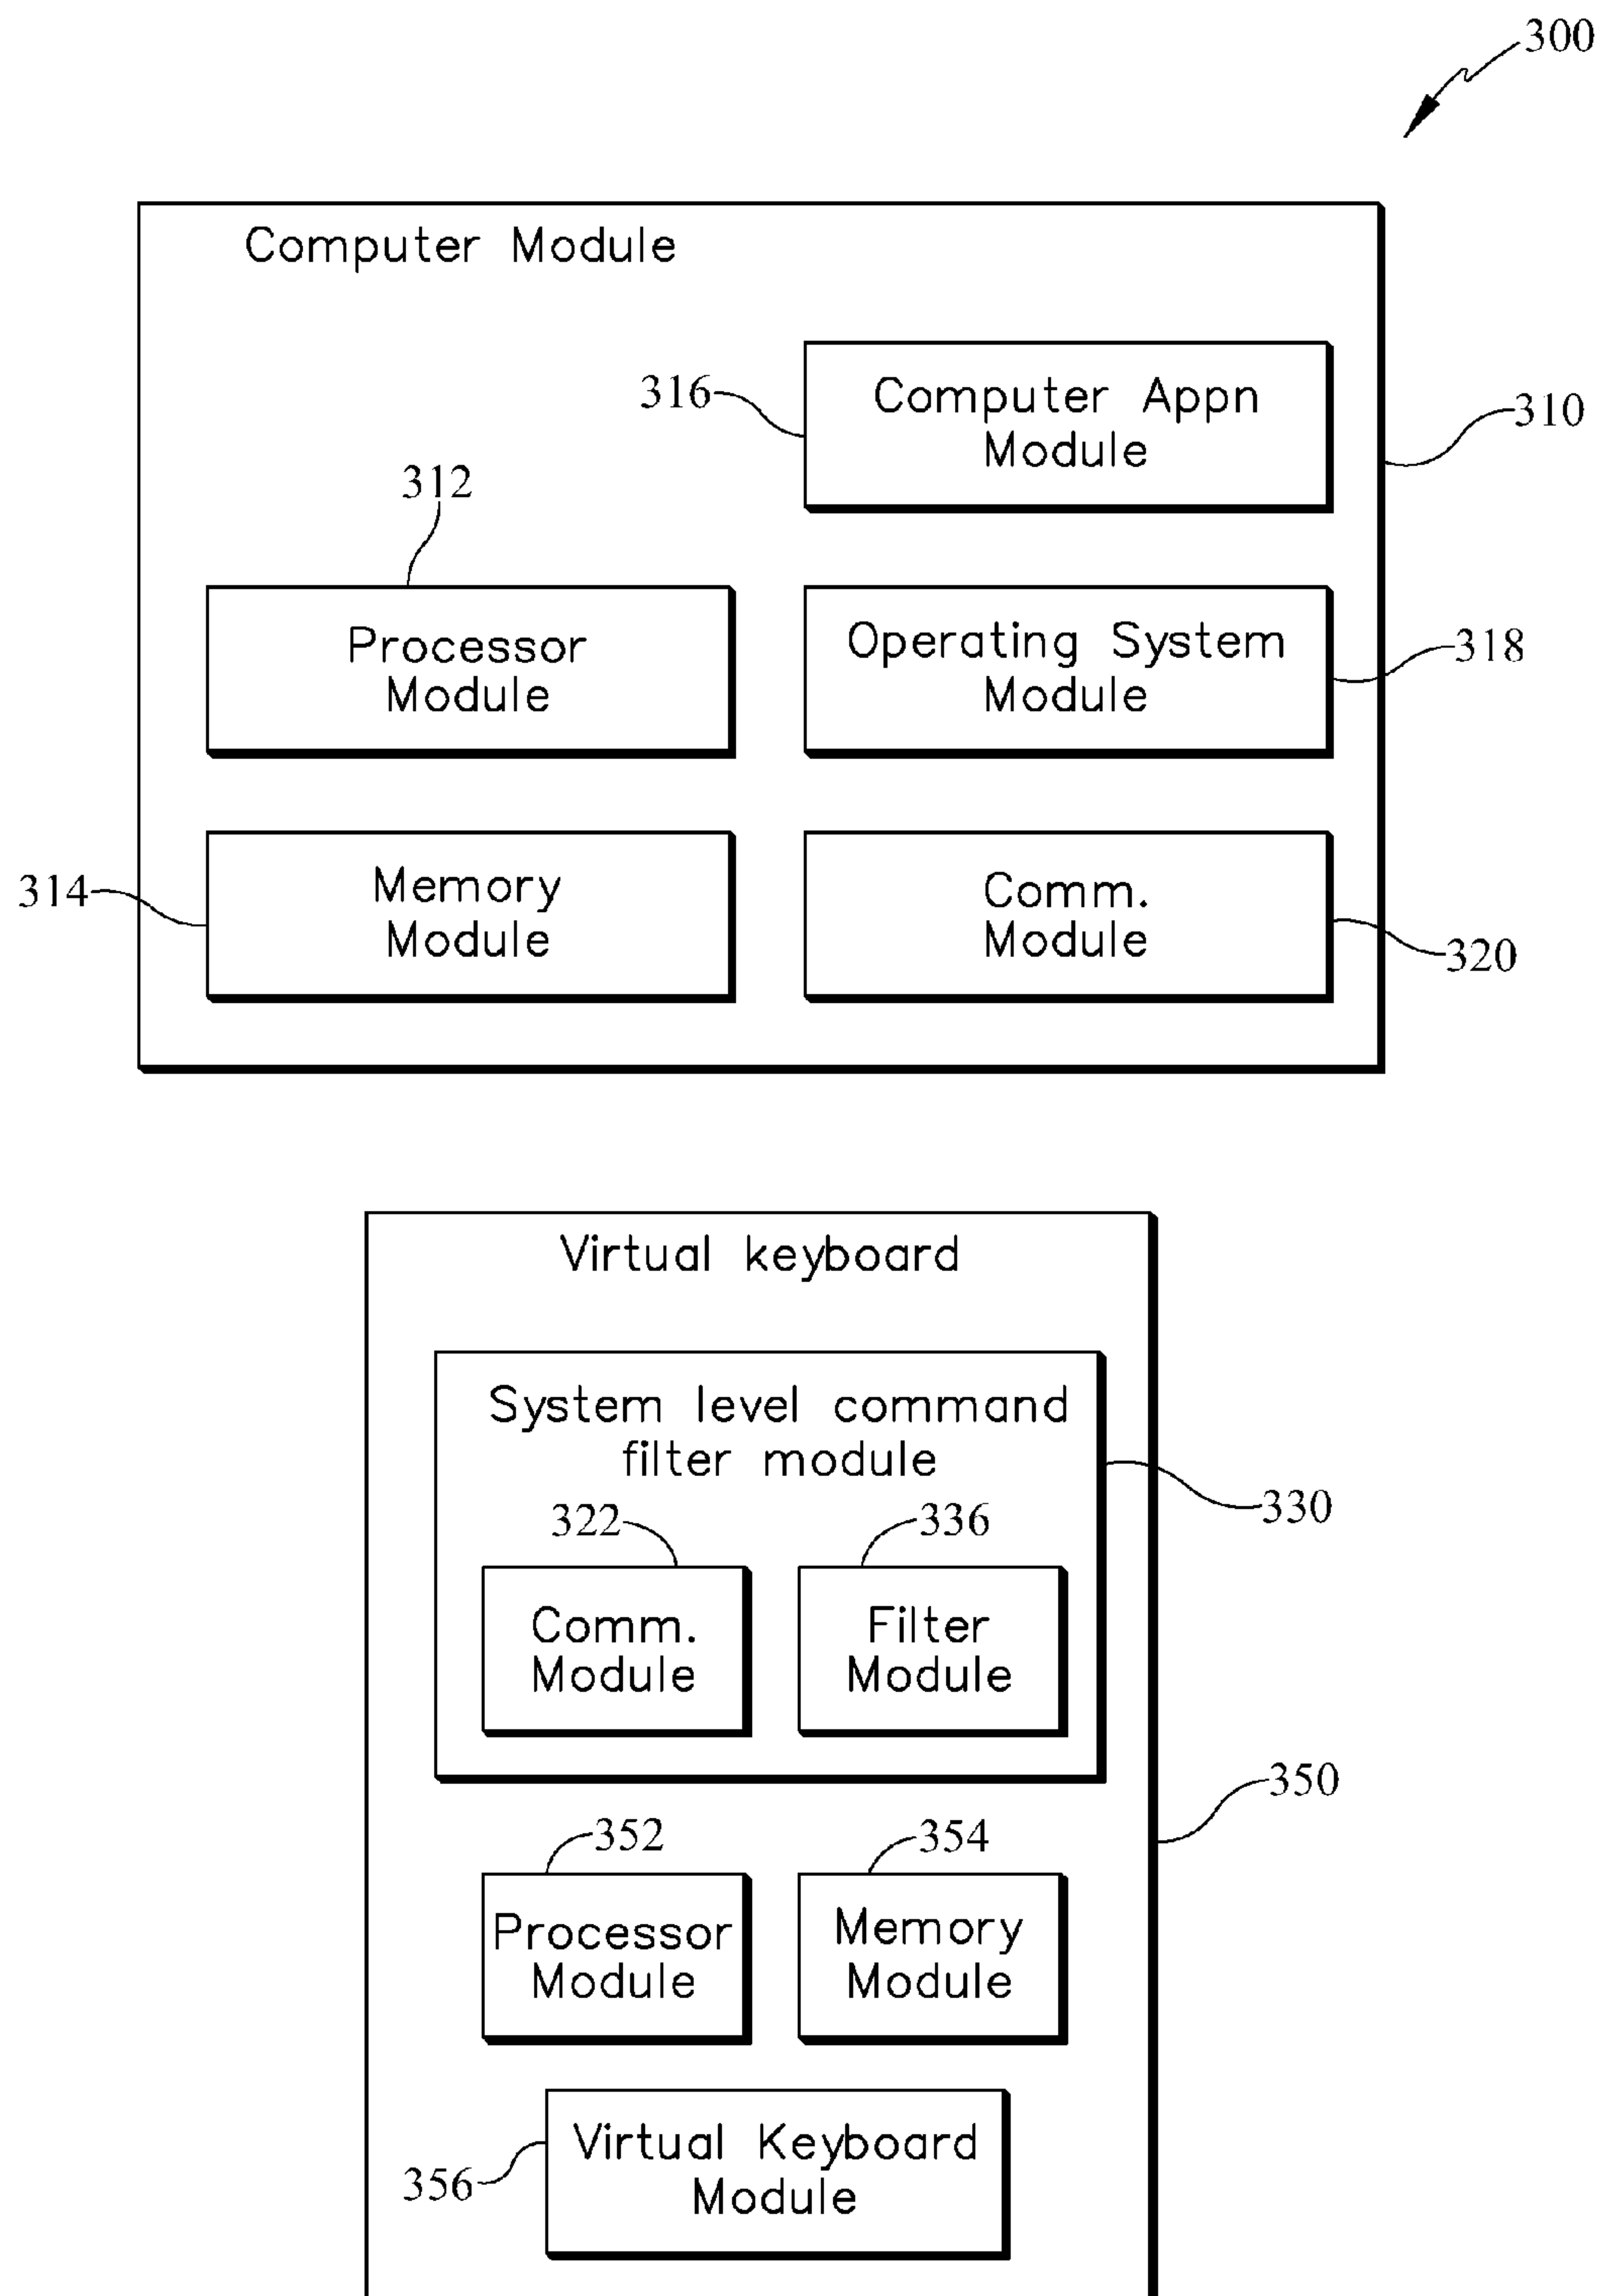 300
Computer Module
316
Computer Appn
Module
310
312
Processor
Module
Operating System
Module
318
314
Memory
Module
Comm.
Module
320
Virtual keyboard
System level command
filter module
330
322
336
Comm.
Module
Filter
Module
350
352
354
Processor
Module
Memory
Module
Virtual Keyboard
Module
356